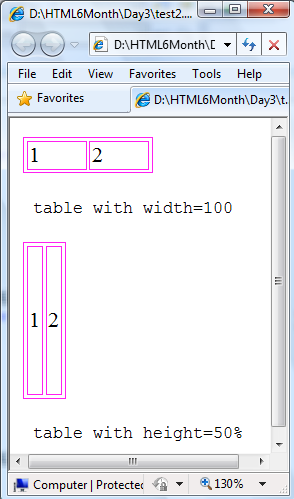 D:\HTML6Month\Day3\test2....
D:\HTML6Month\D
File Edit View Favorites Tools Help
Favorites D:\HTML6Month\Day3\t...
1 2
table with width=100
1 2
table with height=50%
Computer | Protected 130%